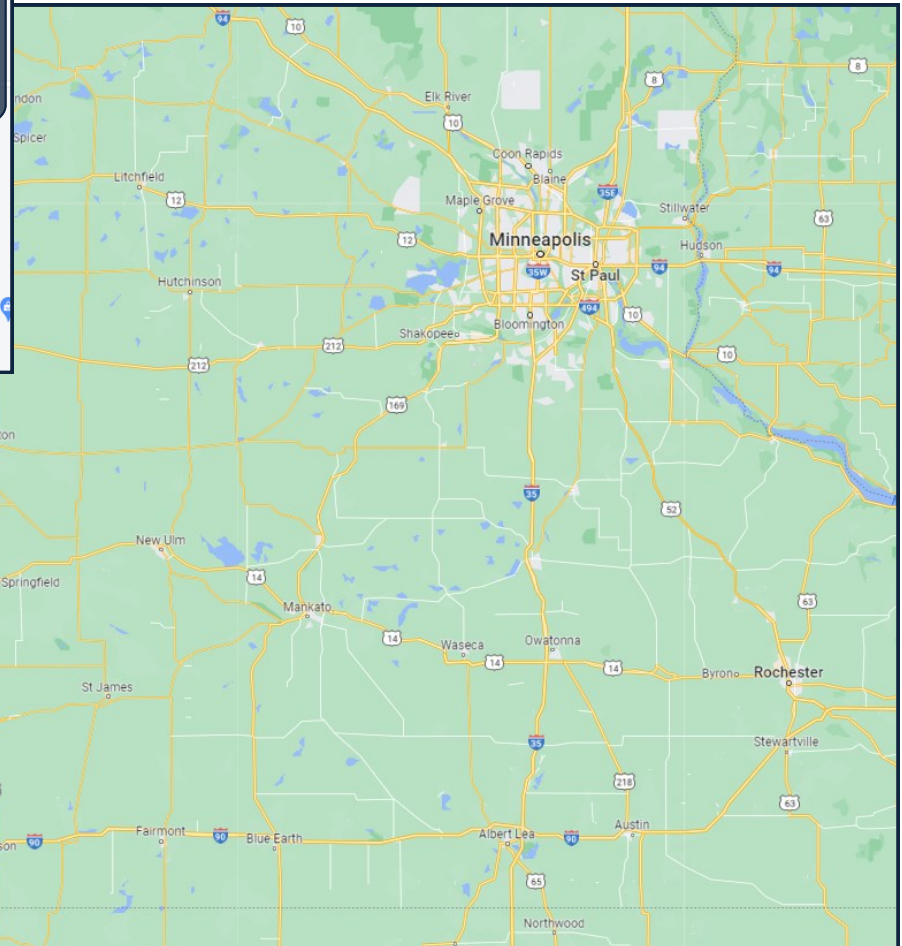 94
10
8
8
ndon
Elk River
10
Spicer
Coon Rapids
Litchfield
Blaine
12
35E
Maple Grove
Stillwater
63
12
Minneapolis
Hudson
35W
St Paul
94
94
Hutchinson
494
10
Bloomington
Shakopee
212
10
212
169
ton
35
52
New Ulm
14
Springfield
63
Mankato
14
Waseca
Owatonna
14
14
Byron
Rochester
St James
35
Stewartville
218
63
Fairmont
Austin
90
90
Blue Earth
Albert Lea
90
son
65
Northwood